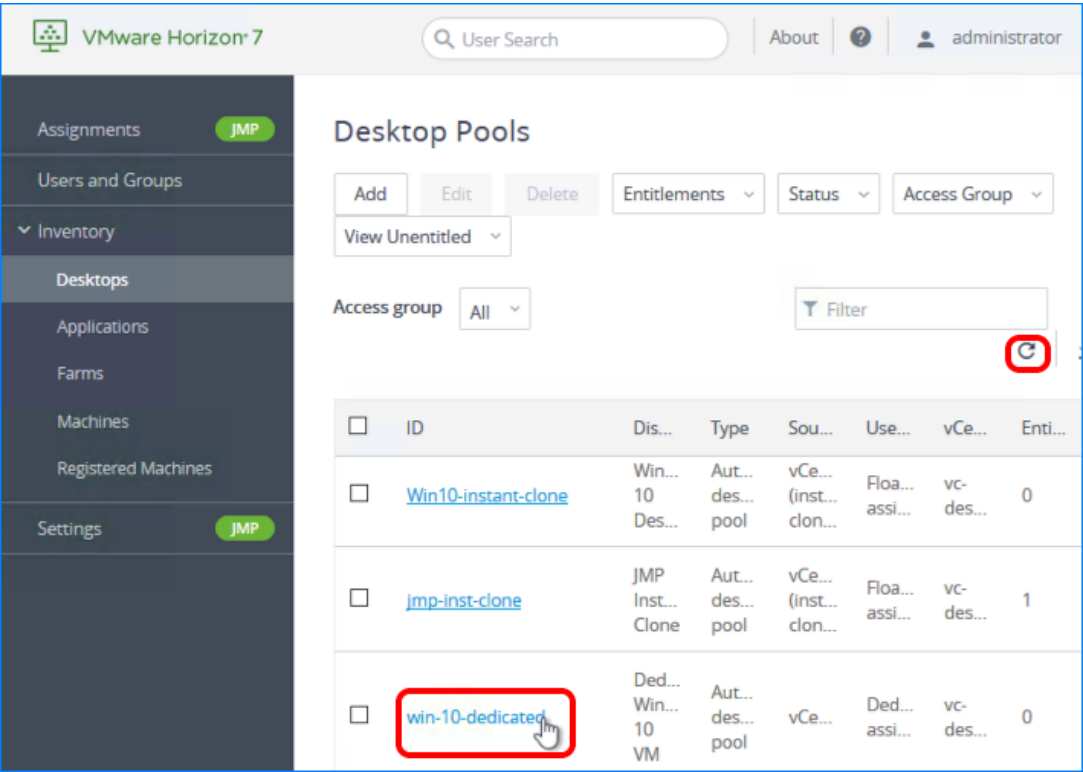 VMware Horizon® 7
User Search
About
administrator
Assignments JMP
Users and Groups
Inventory
Desktops
Applications
Farms
Machines
Registered Machines
Settings JMP
Desktop Pools
Add Edit Delete Entitlements Status Access Group
View Unentitled
Access group All Filter
ID Dis... Type Sou... Use... vCe... Enti...
Win10-instant-clone Win... 10 Des... Aut... des... pool vCe... (inst... clon... Floa... assi... vc- des... 0
jmp-inst-clone JMP Inst... Clone Aut... des... pool vCe... (inst... clon... Floa... assi... vc- des... 1
win-10-dedicated Ded... Win... 10 VM Aut... des... pool vCe... Ded... assi... vc- des... 0